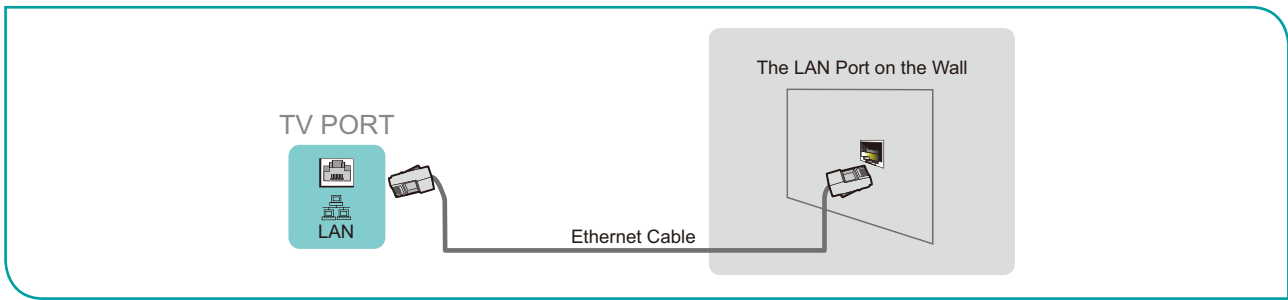 The LAN Port on the Wall
TV PORT
LAN
Ethernet Cable